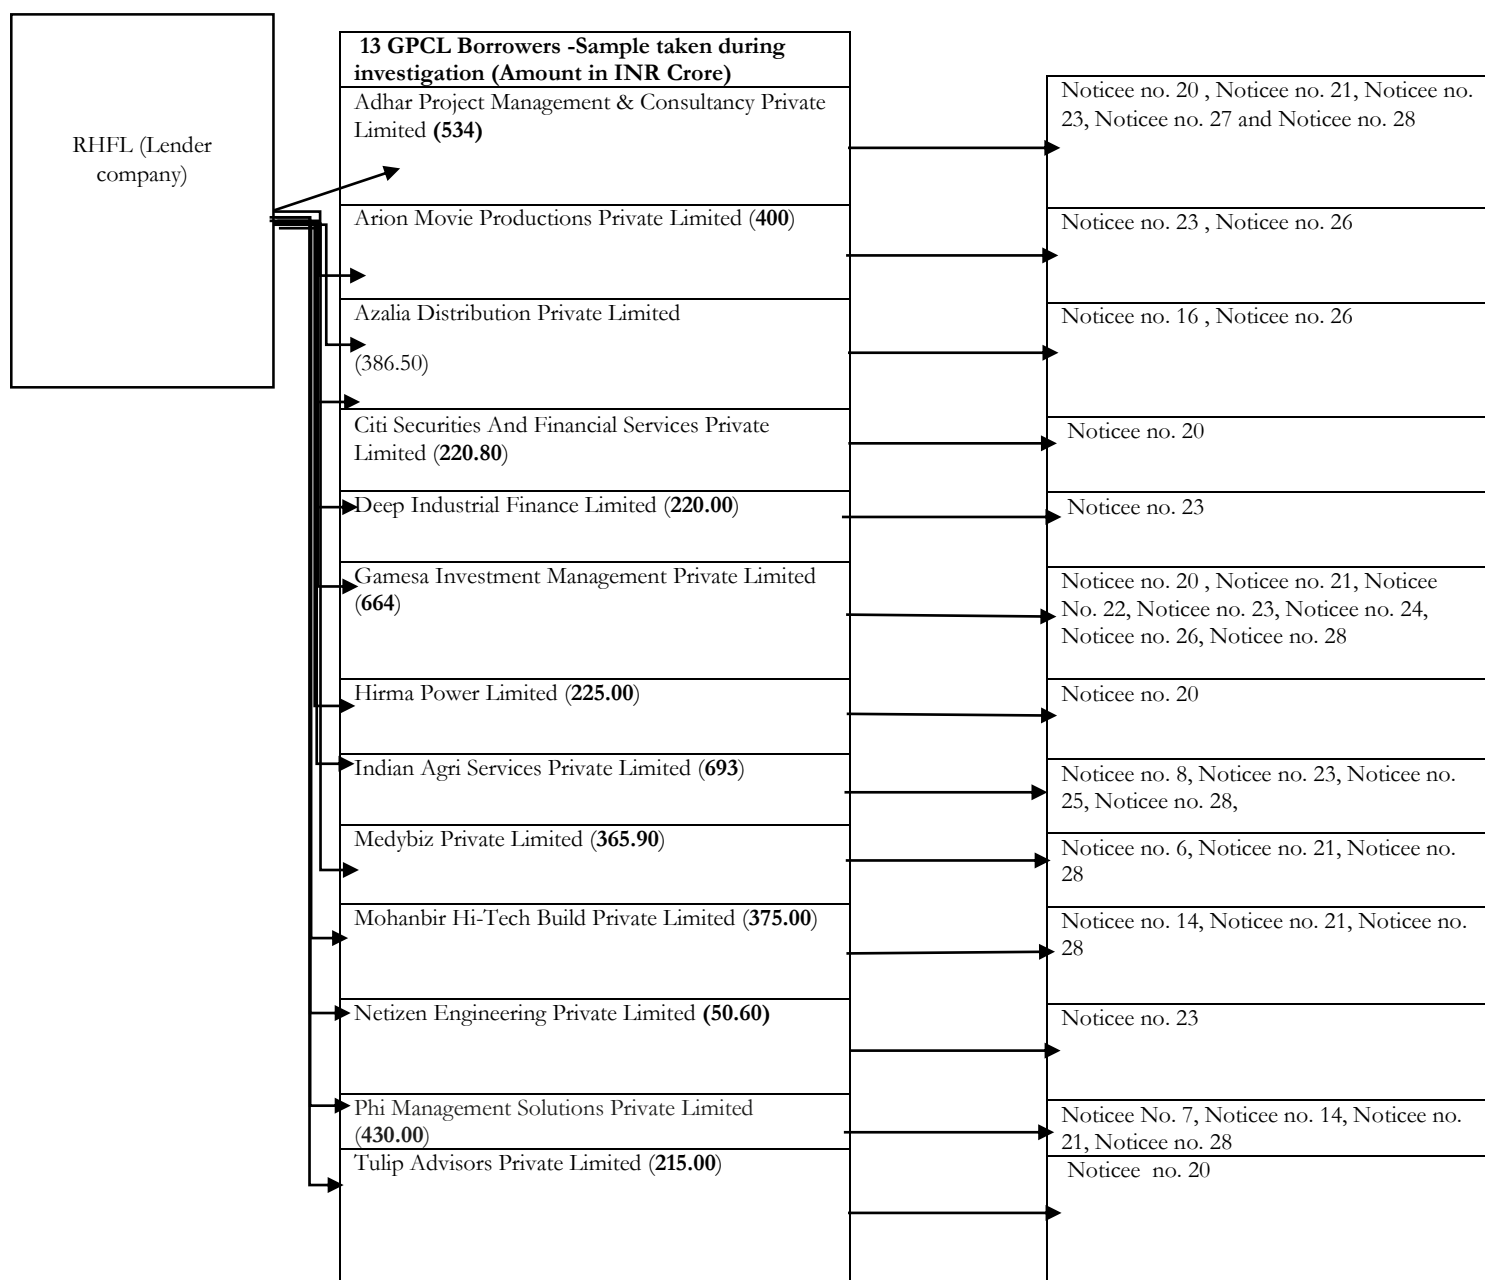 RHFL (Lender
company)
13 GPCL Borrowers -Sample taken during
investigation (Amount in INR Crore)
Adhar Project Management & Consultancy Private
Limited (534)
Noticee no. 20 , Noticee no. 21, Noticee no.
23, Noticee no. 27 and Noticee no. 28
Arion Movie Productions Private Limited (400)
Noticee no. 23 , Noticee no. 26
Azalia Distribution Private Limited
(386.50)
Noticee no. 16 , Noticee no. 26
Citi Securities And Financial Services Private
Limited (220.80)
Noticee no. 20
Deep Industrial Finance Limited (220.00)
Noticee no. 23
Gamesa Investment Management Private Limited
(664)
Noticee no. 20 , Noticee no. 21, Noticee
No. 22, Noticee no. 23, Noticee no. 24,
Noticee no. 26, Noticee no. 28
Hirma Power Limited (225.00)
Noticee no. 20
Indian Agri Services Private Limited (693)
Noticee no. 8, Noticee no. 23, Noticee no.
25, Noticee no. 28,
Medybiz Private Limited (365.90)
Noticee no. 6, Noticee no. 21, Noticee no.
28
Mohanbir Hi-Tech Build Private Limited (375.00)
Noticee no. 14, Noticee no. 21, Noticee no.
28
Netizen Engineering Private Limited (50.60)
Noticee no. 23
Phi Management Solutions Private Limited
(430.00)
Noticee No. 7, Noticee no. 14, Noticee no.
21, Noticee no. 28
Tulip Advisors Private Limited (215.00)
Noticee no. 20